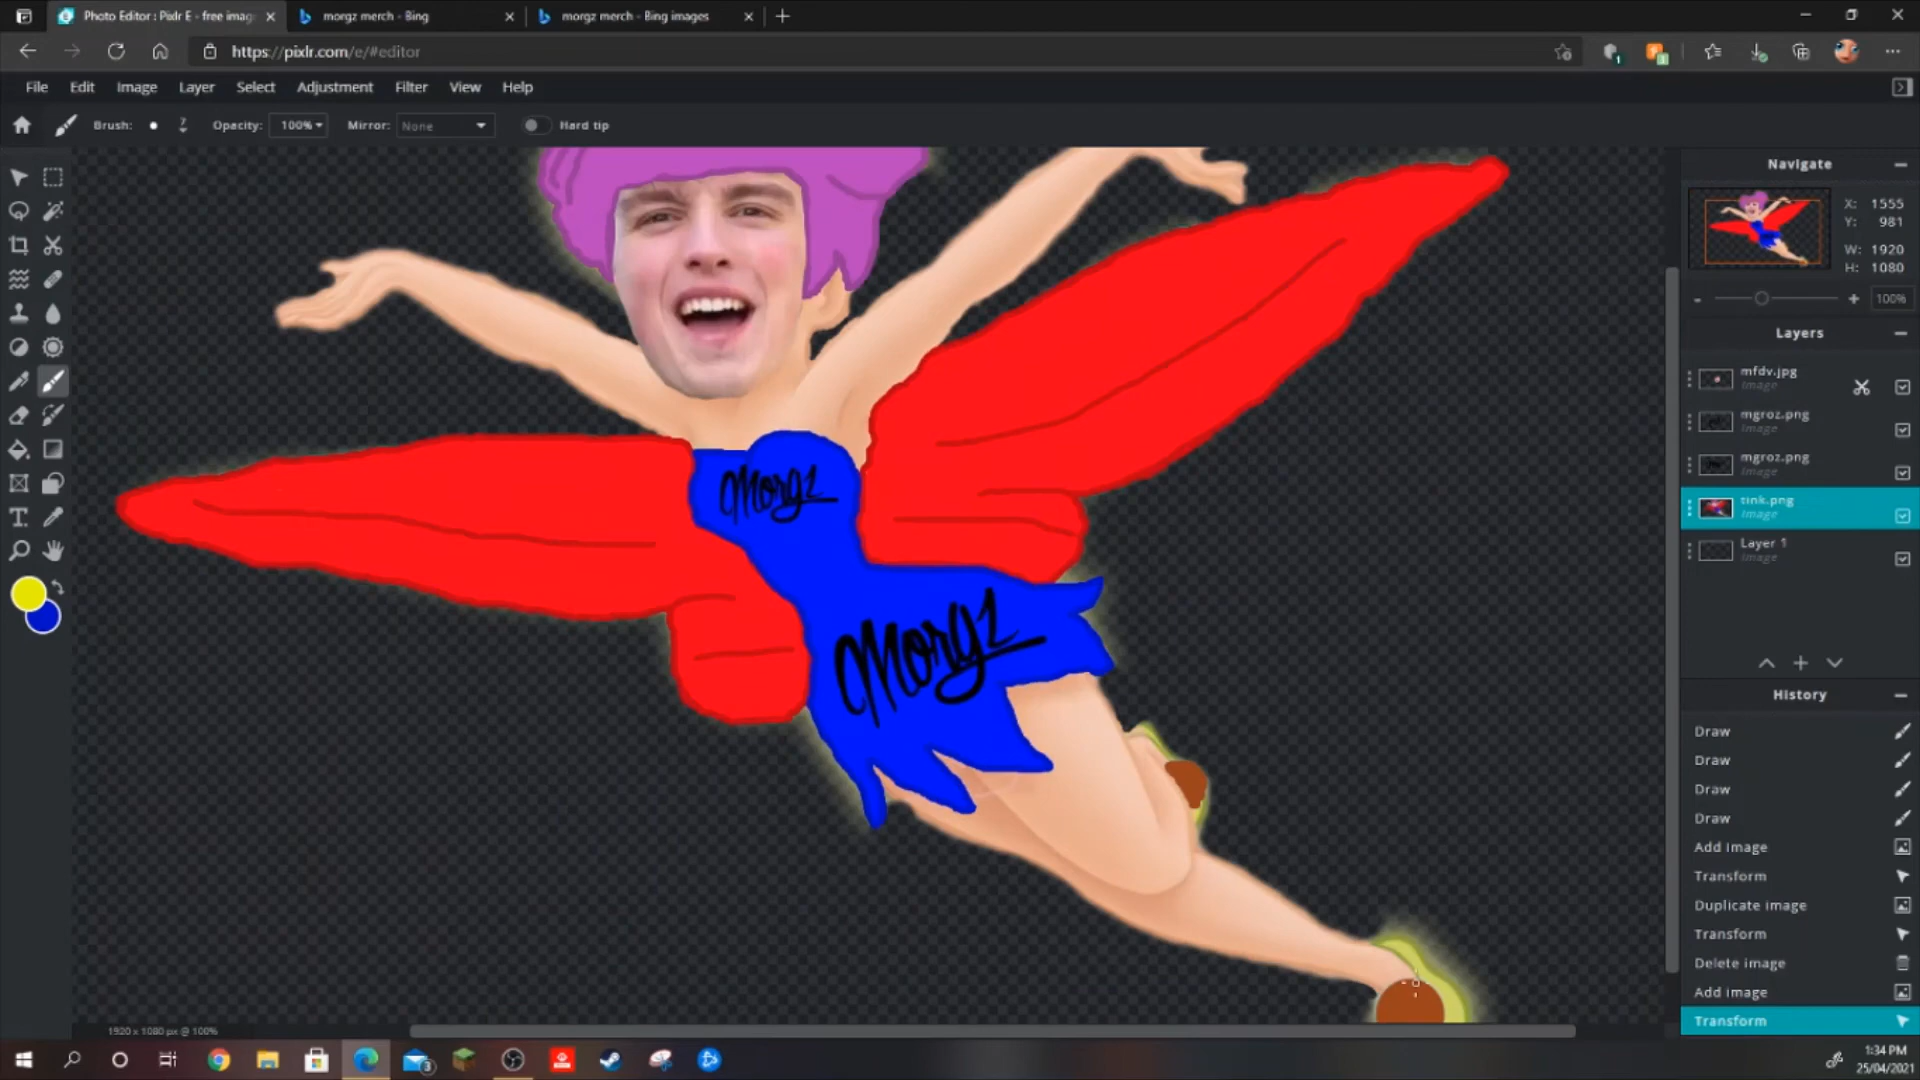 Photo Editor : Pixlr E - free imag
morgz merch - Bing
morgz merch - Bing images
https://pixlr.com/e/#editor
File Edit Image Layer Select Adjustment Filter View Help
Brush: 7 Opacity: 100% Mirror: None Hard tip
Navigate
X: 1555
Y: 981
W: 1920
H: 1080
100%
Layers
mfdv.jpg
Image
mgroz.png
Image
mgroz.png
Image
tink.png
Image
Layer 1
Image
Morgz
Morgz
History
Draw
Draw
Draw
Draw
Add image
Transform
Duplicate image
Transform
Delete image
Add image
Transform
1920 x 1080 px @ 100%
3
1:34 PM
25/04/2021